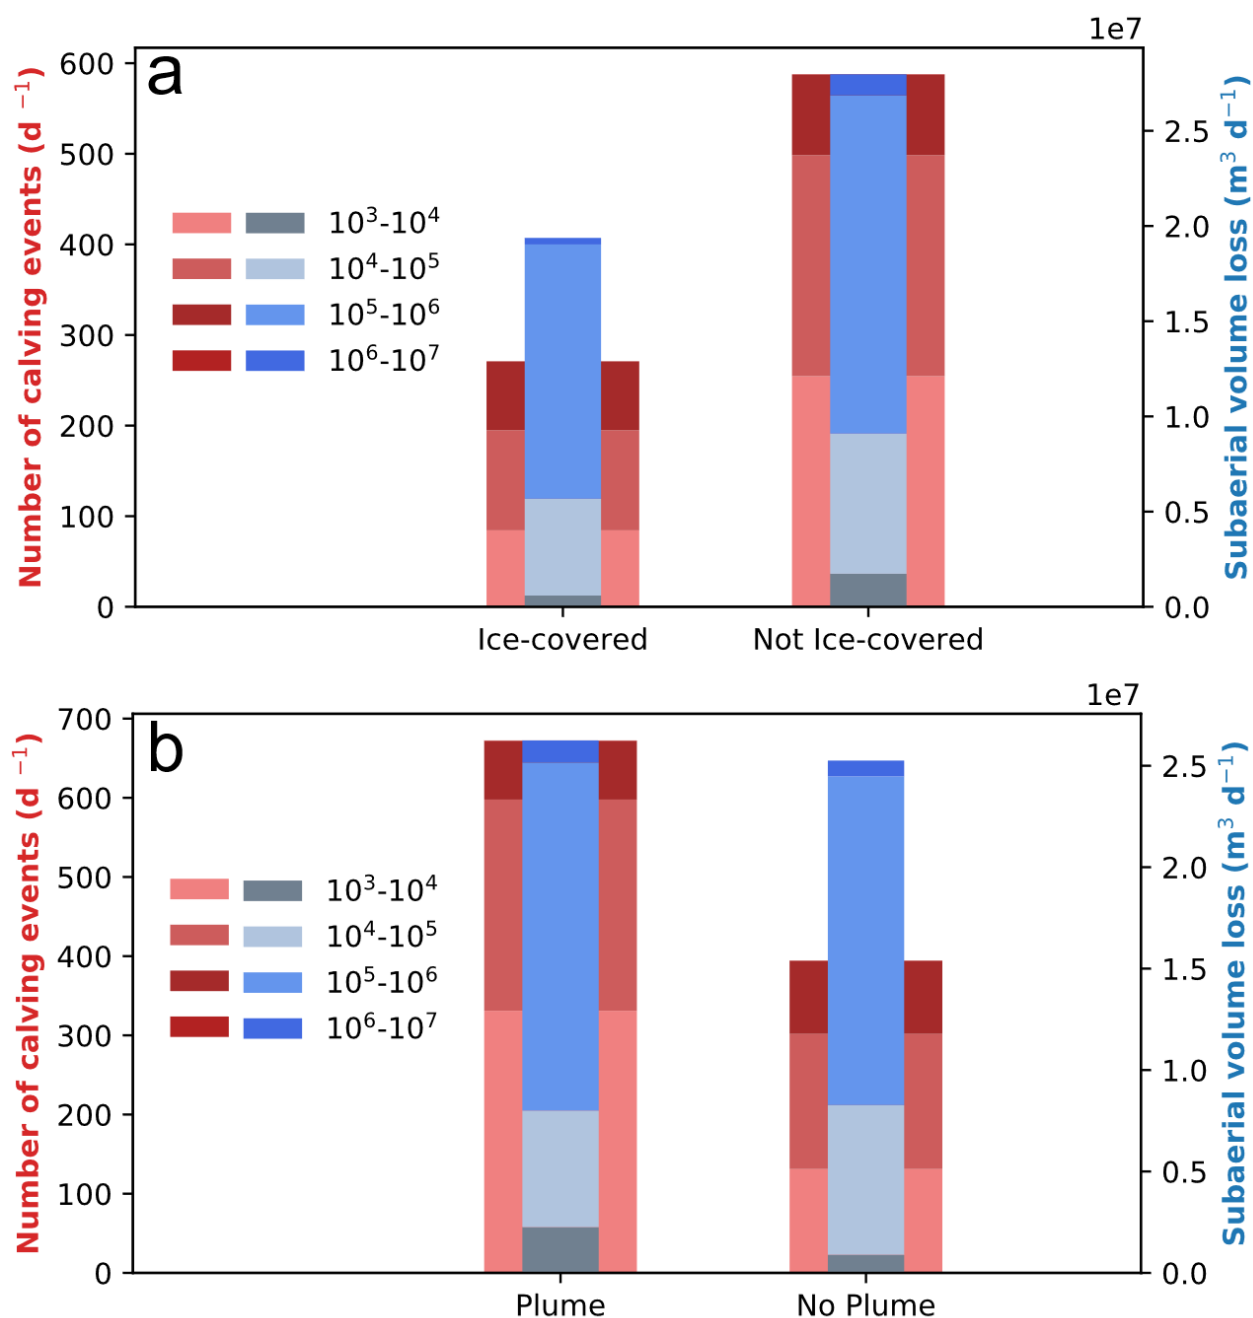 1e7
a
600
500
400
300
200
100
0
Number of calving events (d ⁻¹)
10³-10⁴
10⁴-10⁵
10⁵-10⁶
10⁶-10⁷
2.5
2.0
1.5
1.0
0.5
0.0
Subaerial volume loss (m³ d⁻¹)
Ice-covered
Not Ice-covered
1e7
b
700
600
500
400
300
200
100
0
Number of calving events (d ⁻¹)
10³-10⁴
10⁴-10⁵
10⁵-10⁶
10⁶-10⁷
2.5
2.0
1.5
1.0
0.5
0.0
Subaerial volume loss (m³ d⁻¹)
Plume
No Plume